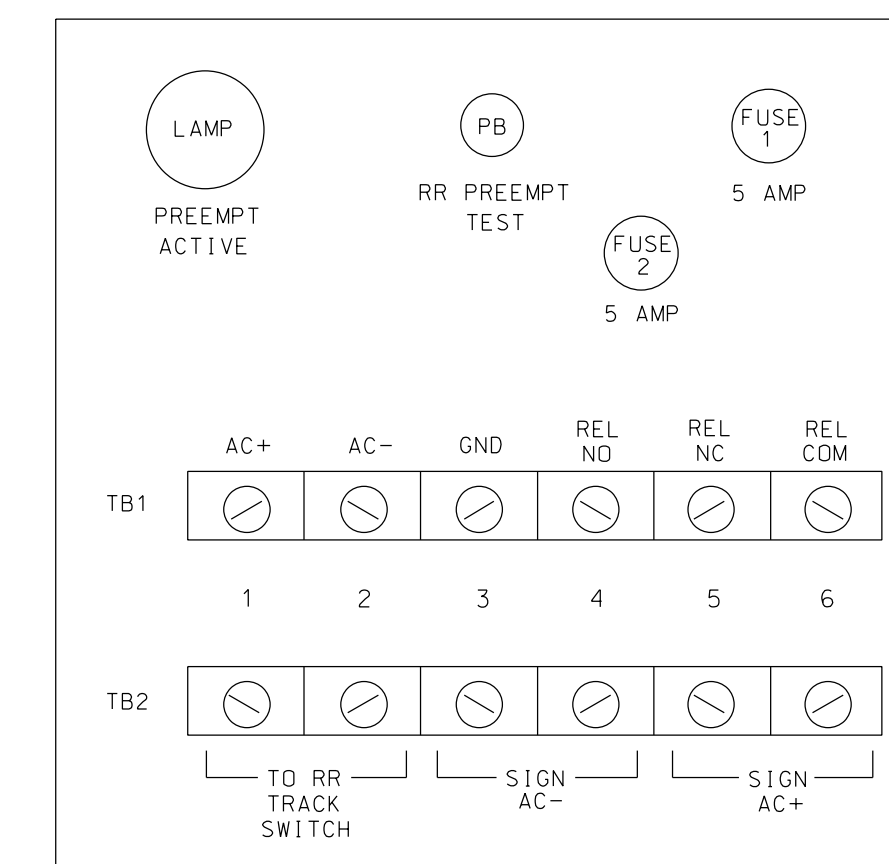 LAMP
PREEMPT
ACTIVE
PB
RR PREEMPT
TEST
FUSE
1
5 AMP
FUSE
2
5 AMP
AC+
AC-
GND
REL
NO
REL
NC
REL
COM
TB1
1 2 3 4 5 6
TB2
TO RR
TRACK
SWITCH
SIGN
AC-
SIGN
AC+